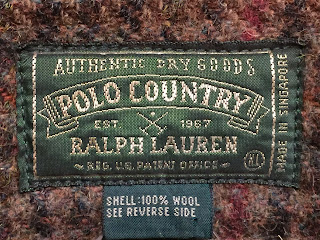 AUTHENTIC DRY GOODS
POLO COUNTRY
EST 1967
RALPH LAUREN
REG. U.S. PATENT OFFICE
XL
MADE IN SINGAPORE
SHELL: 100% WOOL
SEE REVERSE SIDE